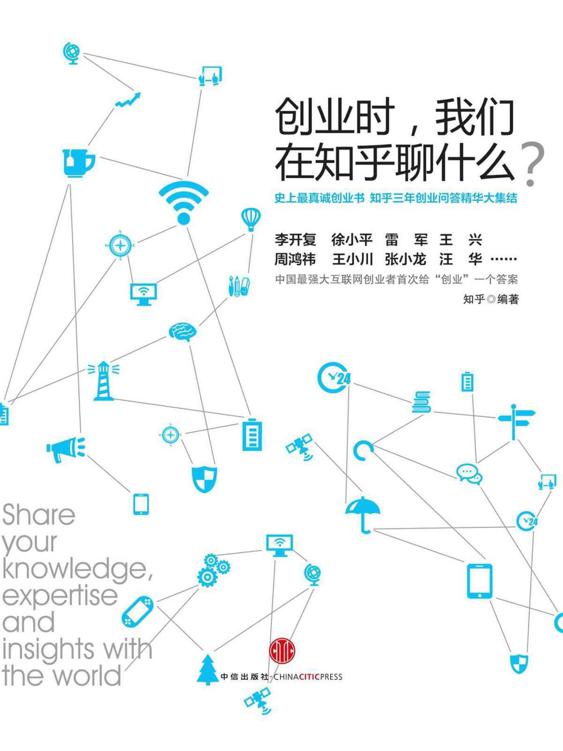 创业时，我们
在知乎聊什么？
史上最真诚创业书 知乎三年创业问答精华大集结
李开复 徐小平 雷 军 王 兴
周鸿祎 王小川 张小龙 汪 华 ……
中国最强大互联网创业者首次给“创业”一个答案
知乎◎编著
24
24
Share
your
knowledge,
expertise
and
insights with
the world
中信出版社·CHINACITICPRESS